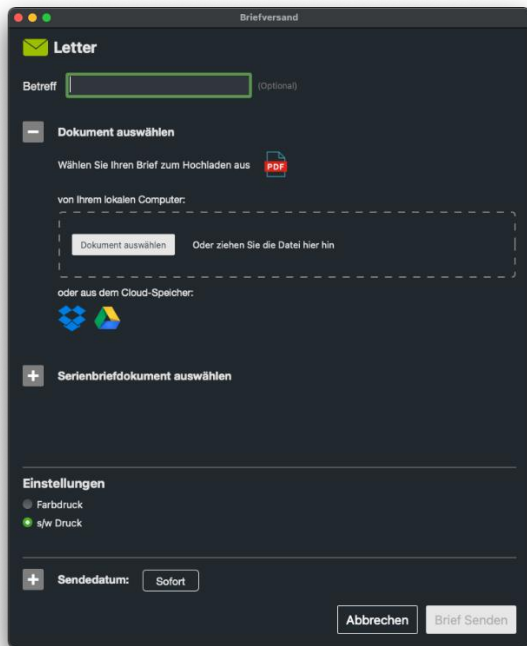 Briefversand
Letter
Betreff (Optional)
Dokument auswählen
Wählen Sie Ihren Brief zum Hochladen aus PDF
von Ihrem lokalen Computer:
Dokument auswählen Oder ziehen Sie die Datei hier hin
oder aus dem Cloud-Speicher:
Serienbriefdokument auswählen
Einstellungen
Farbdruck
s/w Druck
Sendedatum: Sofort
Abbrechen Brief Senden